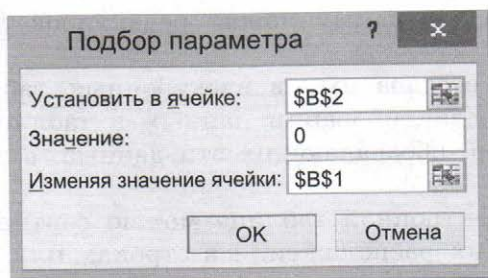 Подбор параметра ? x
Установить в ячейке: $B$2
Значение: 0
Изменяя значение ячейки: $B$1
OK Отмена